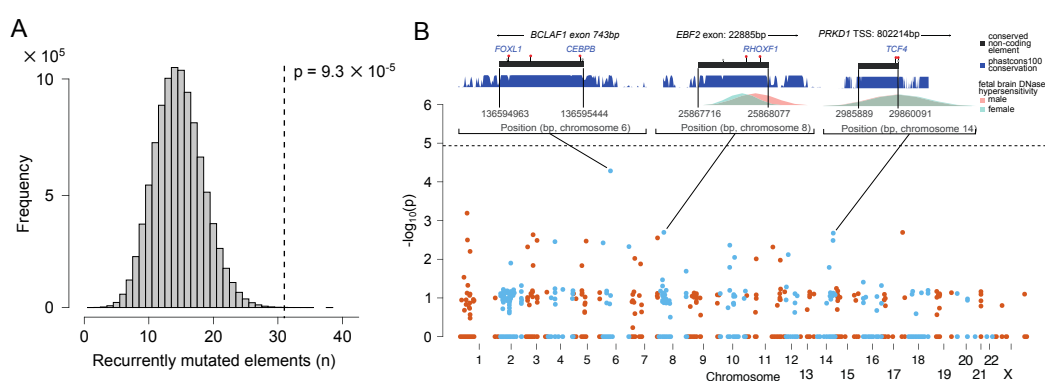 A
× 10⁵
p = 9.3 × 10⁻⁵
10
5
0
Frequency
0 10 20 30 40
Recurrently mutated elements (n)
B
BCLAF1 exon 743bp
FOXL1 CEBPB
136594963 136595444
Position (bp, chromosome 6)
EBF2 exon: 22885bp
RHOXF1
25867716 25868077
Position (bp, chromosome 8)
PRKD1 TSS: 802214bp
TCF4
2985889 29860091
Position (bp, chromosome 14)
conserved
non-coding
element
phastcons100
conservation
fetal brain DNase
hypersensitivity
male
female
6
5
4
3
2
1
0
-log₁₀(p)
1 2 3 4 5 6 7 8 9 10 11 12 13 14 15 16 17 18 19 20 21 22 X
Chromosome